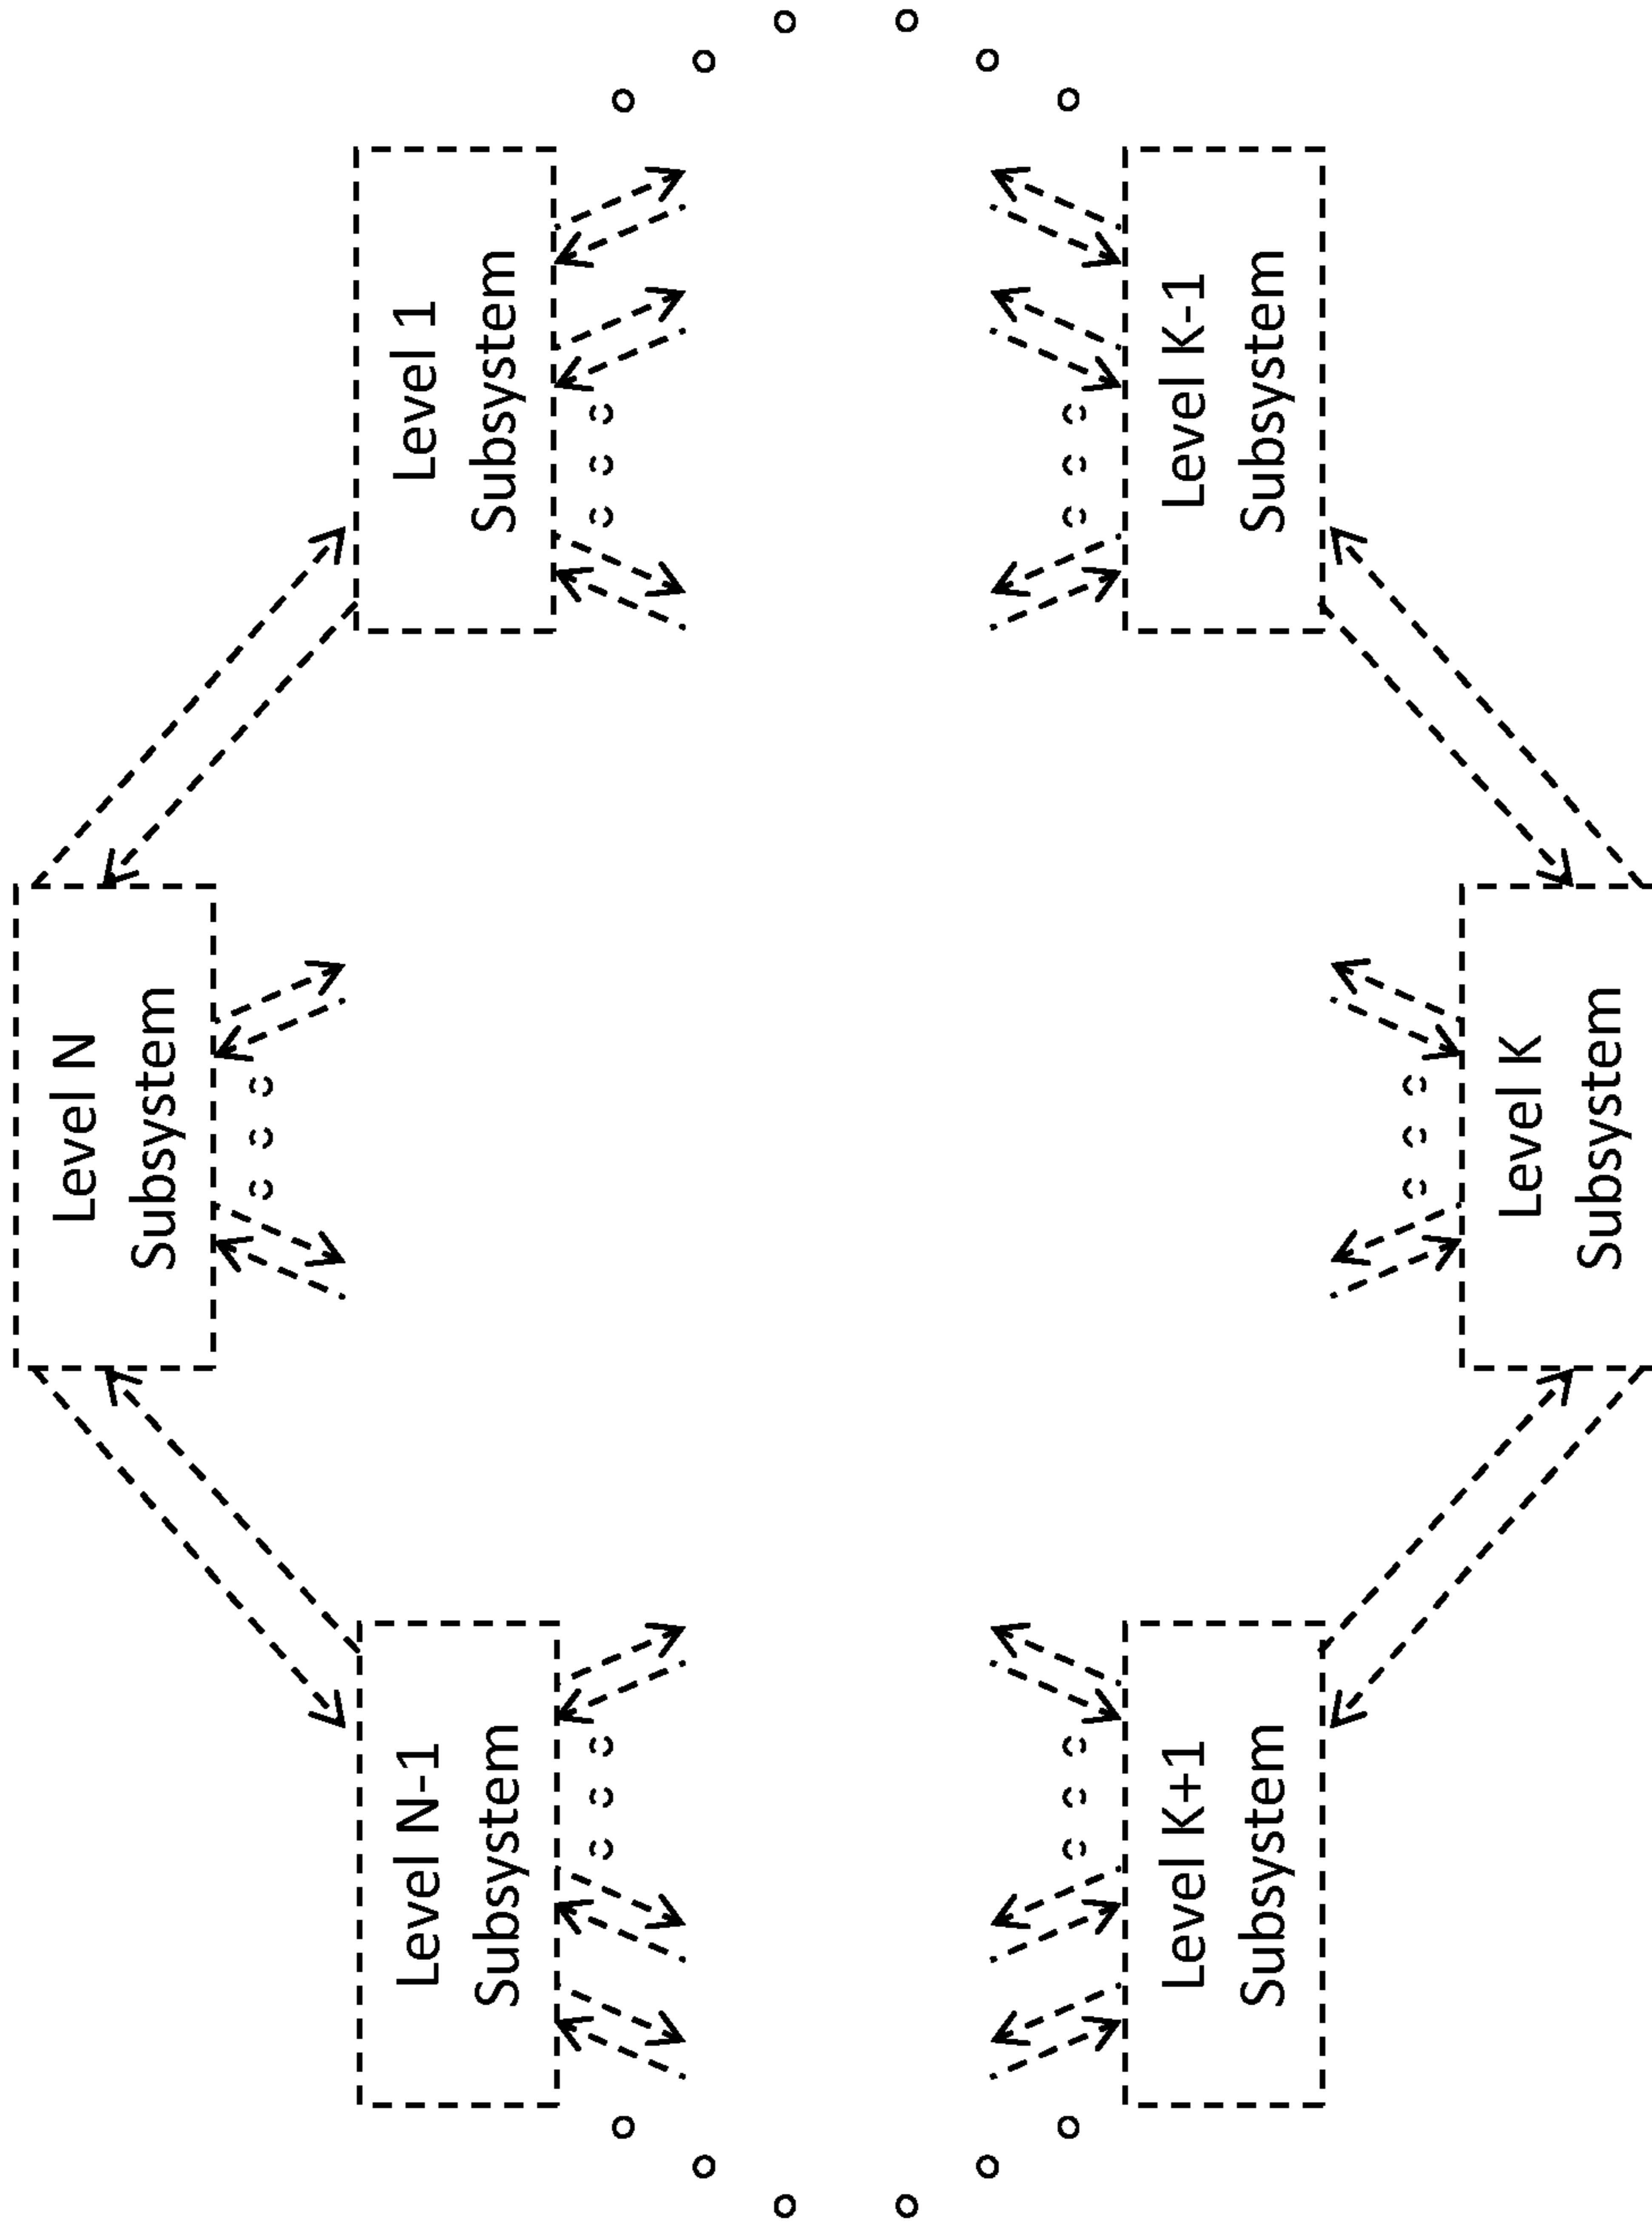 Level N
Subsystem
Level N-1
Subsystem
Level 1
Subsystem
Level K+1
Subsystem
Level K-1
Subsystem
Level K
Subsystem